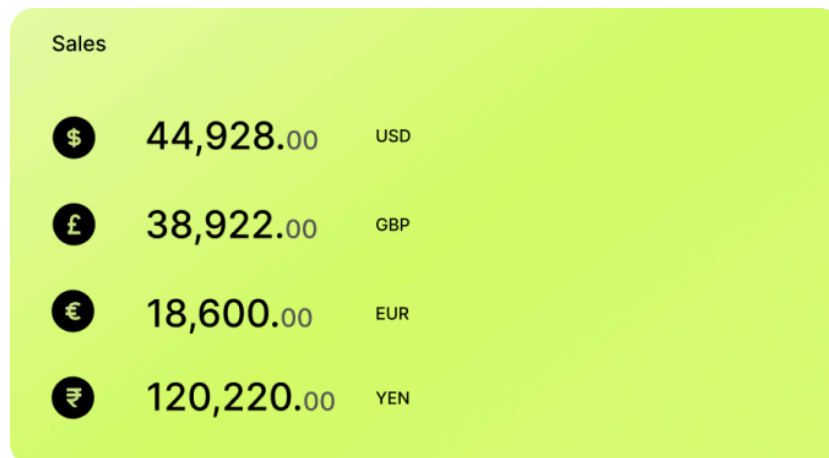 Sales
$ 44,928.00 USD
£ 38,922.00 GBP
€ 18,600.00 EUR
₹ 120,220.00 YEN